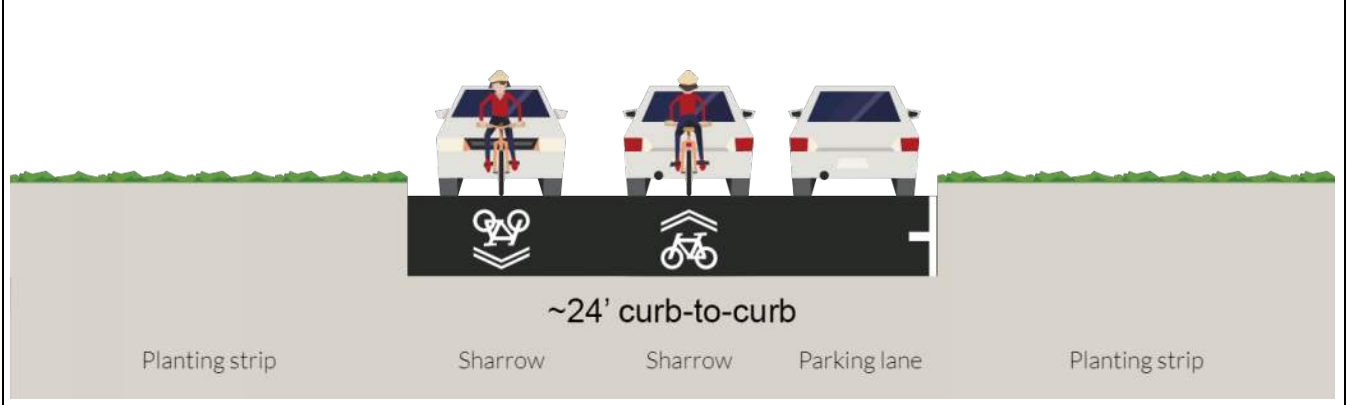 ~24’ curb-to-curb
Planting strip Sharrow Sharrow Parking lane Planting strip